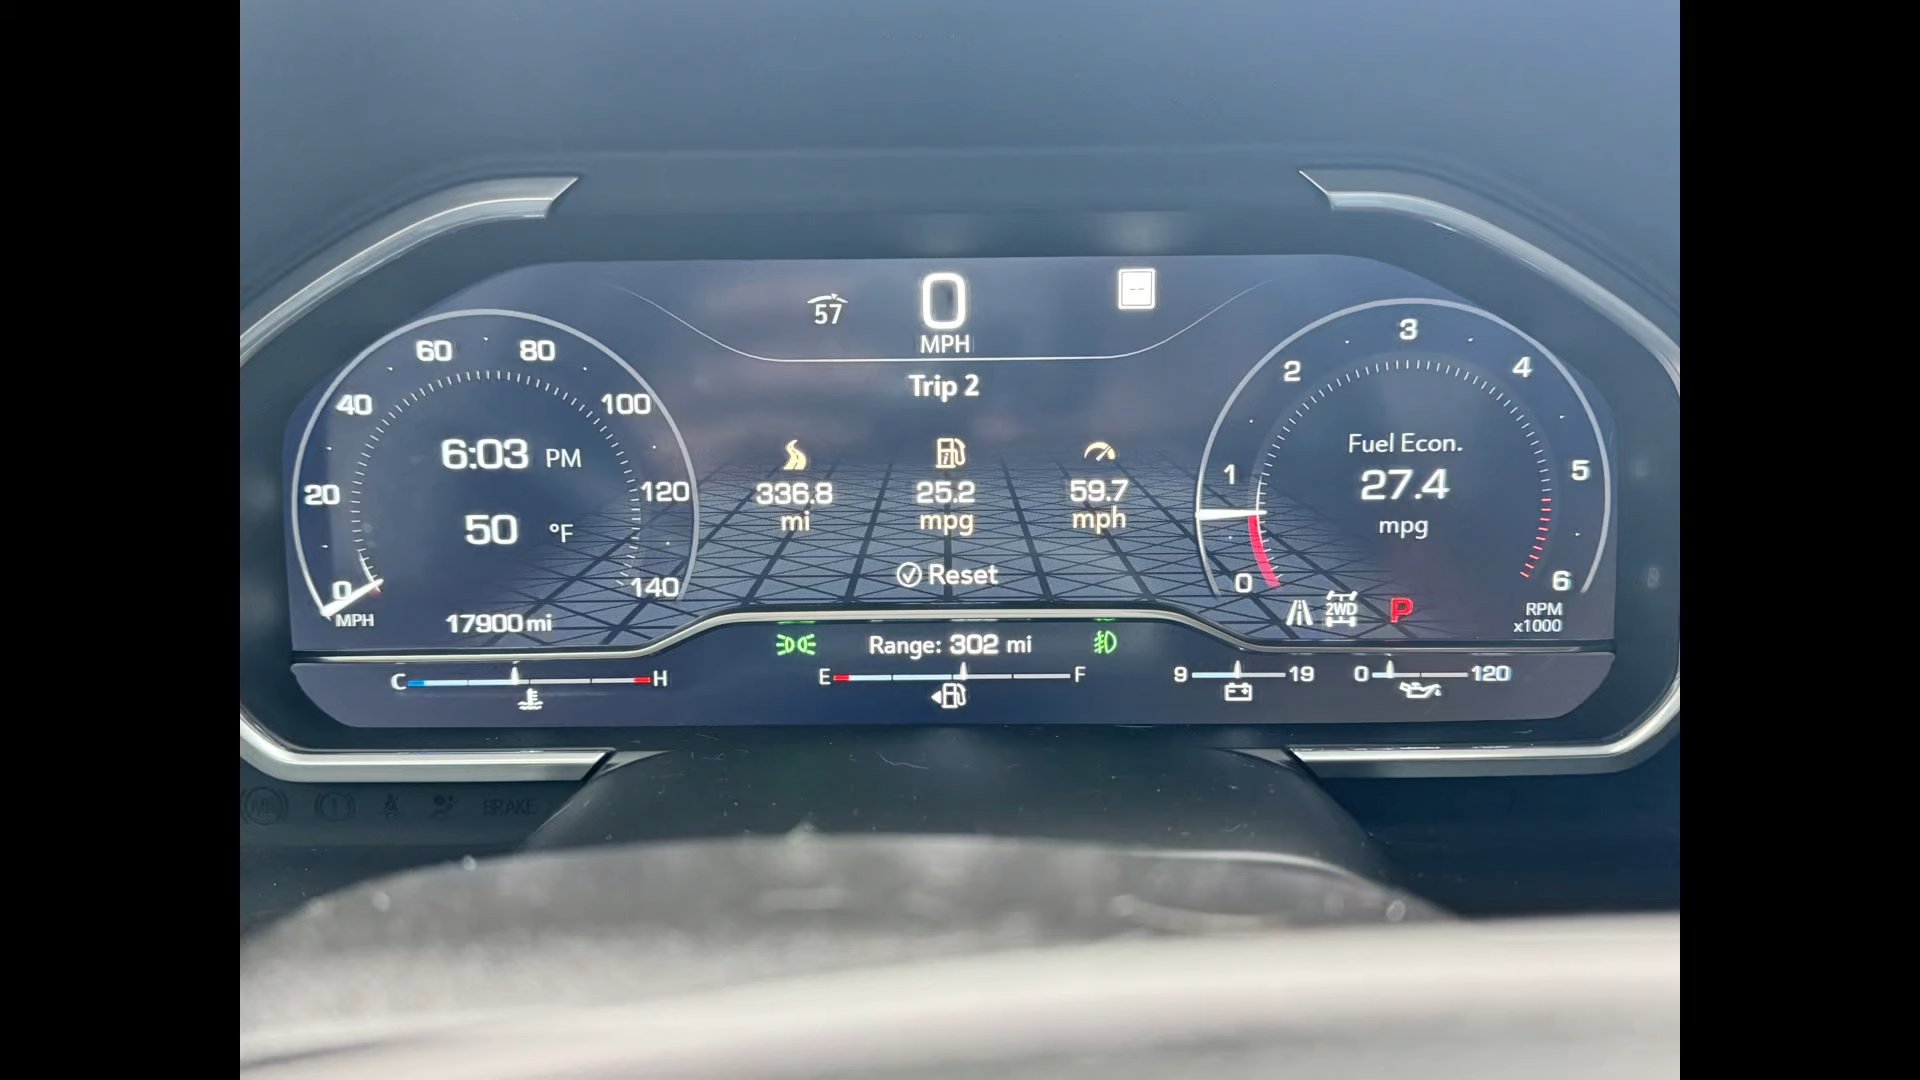 57
0
MPH
--
Trip 2
60 80
40 100
20 120
0 140
MPH
6:03 PM
50 °F
17900 mi
336.8 25.2 59.7
mi mpg mph
Reset
3
2 4
1 5
0 6
Fuel Econ.
27.4
mpg
2WD P
RPM
x1000
Range: 302 mi
C H
E F
9 19
0 120
BRAKE